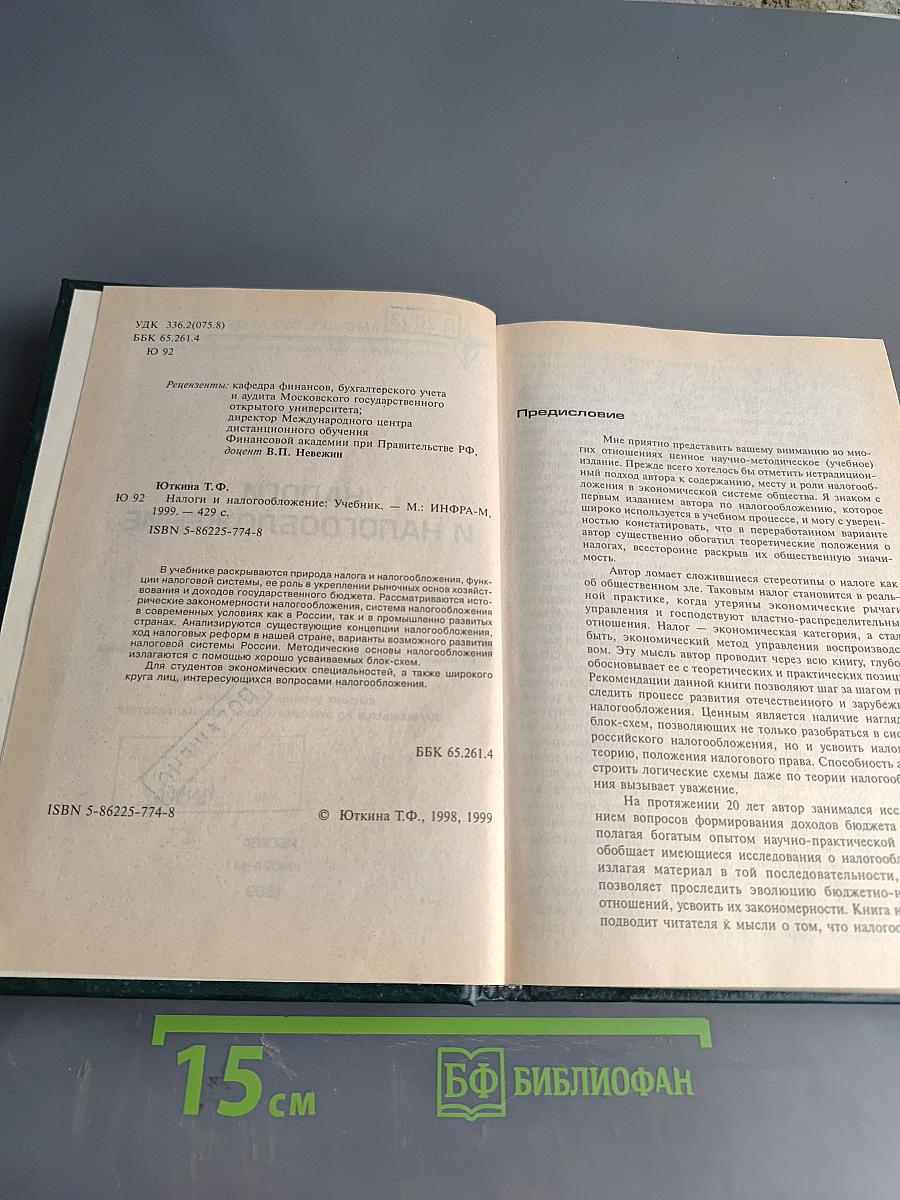 УДК 336.2(075.8)
ББК 65.261.4
Ю 92
Рецензенты: кафедра финансов, бухгалтерского учета
и аудита Московского государственного
открытого университета;
директор Международного центра
дистанционного обучения
Финансовой академии при Правительстве РФ,
доцент В.П. Невежин
Юткина Т.Ф.
Ю 92 Налоги и налогообложение: Учебник. — М.: ИНФРА-М,
1999. — 429 с.
ISBN 5-86225-774-8
В учебнике раскрываются природа налога и налогообложения, функ-
ции налоговой системы, ее роль в укреплении рыночных основ хозяйст-
вования и доходов государственного бюджета. Рассматриваются исто-
рические закономерности налогообложения, система налогообложения
в современных условиях как в России, так и в промышленно развитых
странах. Анализируются существующие концепции налогообложения,
ход налоговых реформ в нашей стране, варианты возможного развития
налоговой системы России. Методические основы налогообложения
излагаются с помощью хорошо усваиваемых блок-схем.
Для студентов экономических специальностей, а также широкого
круга лиц, интересующихся вопросами налогообложения.
ББК 65.261.4
ISBN 5-86225-774-8
© Юткина Т.Ф., 1998, 1999
Предисловие
Мне приятно представить вашему вниманию во мно-
гих отношениях ценное научно-методическое (учебное)
издание. Прежде всего хотелось бы отметить нетрадицион-
ный подход автора к содержанию, месту и роли налогооб-
ложения в экономической системе общества. Я знаком с
первым изданием автора по налогообложению, которое
широко используется в учебном процессе, и могу с уверен-
ностью констатировать, что в переработанном варианте
автор существенно обогатил теоретические положения о
налогах, всесторонне раскрыв их общественную значи-
мость.
Автор ломает сложившиеся стереотипы о налоге как
об общественном зле. Таковым налог становится в реаль-
ной практике, когда утеряны экономические рычаги
управления и господствуют властно-распределительны
отношения. Налог — экономическая категория, а стал
быть, экономический метод управления воспроизводс
вом. Эту мысль автор проводит через всю книгу, глубо
обосновывает ее с теоретических и практических позиц
Рекомендации данной книги позволяют шаг за шагом п
следить процесс развития отечественного и зарубеж
налогообложения. Ценным является наличие нагляд
блок-схем, позволяющих не только разобраться в сис
российского налогообложения, но и усвоить нало
теорию, положения налогового права. Способность а
строить логические схемы даже по теории налогооб
ния вызывает уважение.
На протяжении 20 лет автор занимался исс
нием вопросов формирования доходов бюджета
полагая богатым опытом научно-практической
обобщает имеющиеся исследования о налогообл
излагая материал в той последовательности,
позволяет проследить эволюцию бюджетно-н
отношений, усвоить их закономерности. Книга н
подводит читателя к мысли о том, что налогос
15 см
БФ БИБЛИОФАН